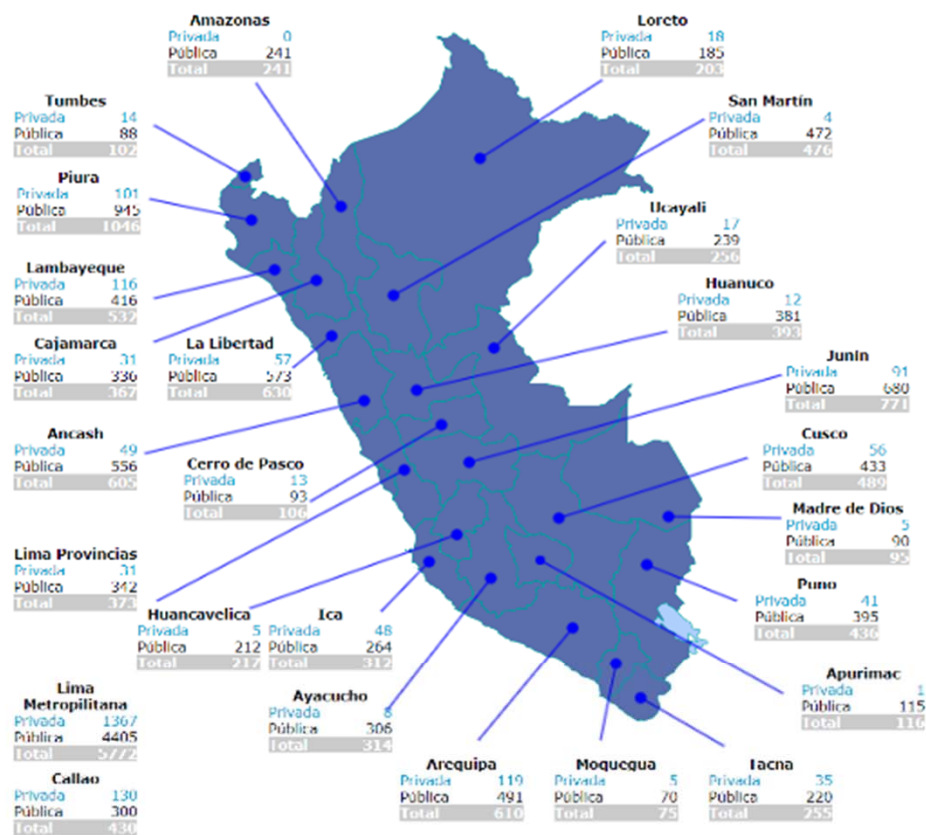 Amazonas
Privada 0
Pública 241
Total 241
Loreto
Privada 18
Pública 185
Total 203
Tumbes
Privada 14
Pública 88
Total 102
San Martín
Privada 4
Pública 472
Total 476
Piura
Privada 101
Pública 945
Total 1046
Ucayali
Privada 17
Pública 239
Total 256
Lambayeque
Privada 116
Pública 416
Total 532
Huanuco
Privada 12
Pública 381
Total 393
Cajamarca
Privada 31
Pública 336
Total 367
La Libertad
Privada 57
Pública 573
Total 630
Junin
Privada 91
Pública 680
Total 771
Ancash
Privada 49
Pública 556
Total 605
Cerro de Pasco
Privada 13
Pública 93
Total 106
Cusco
Privada 56
Pública 433
Total 489
Madre de Dios
Privada 5
Pública 90
Total 95
Lima Provincias
Privada 31
Pública 342
Total 373
Puno
Privada 41
Pública 395
Total 436
Huancavelica
Privada 5
Pública 212
Total 217
Ica
Privada 48
Pública 264
Total 312
Apurimac
Privada 1
Pública 115
Total 116
Lima
Metropilitana
Privada 1367
Pública 4405
Total 5772
Ayacucho
Privada 8
Pública 306
Total 314
Callao
Privada 130
Pública 300
Total 430
Arequipa
Privada 119
Pública 491
Total 610
Moquegua
Privada 5
Pública 70
Total 75
Tacna
Privada 35
Pública 220
Total 255